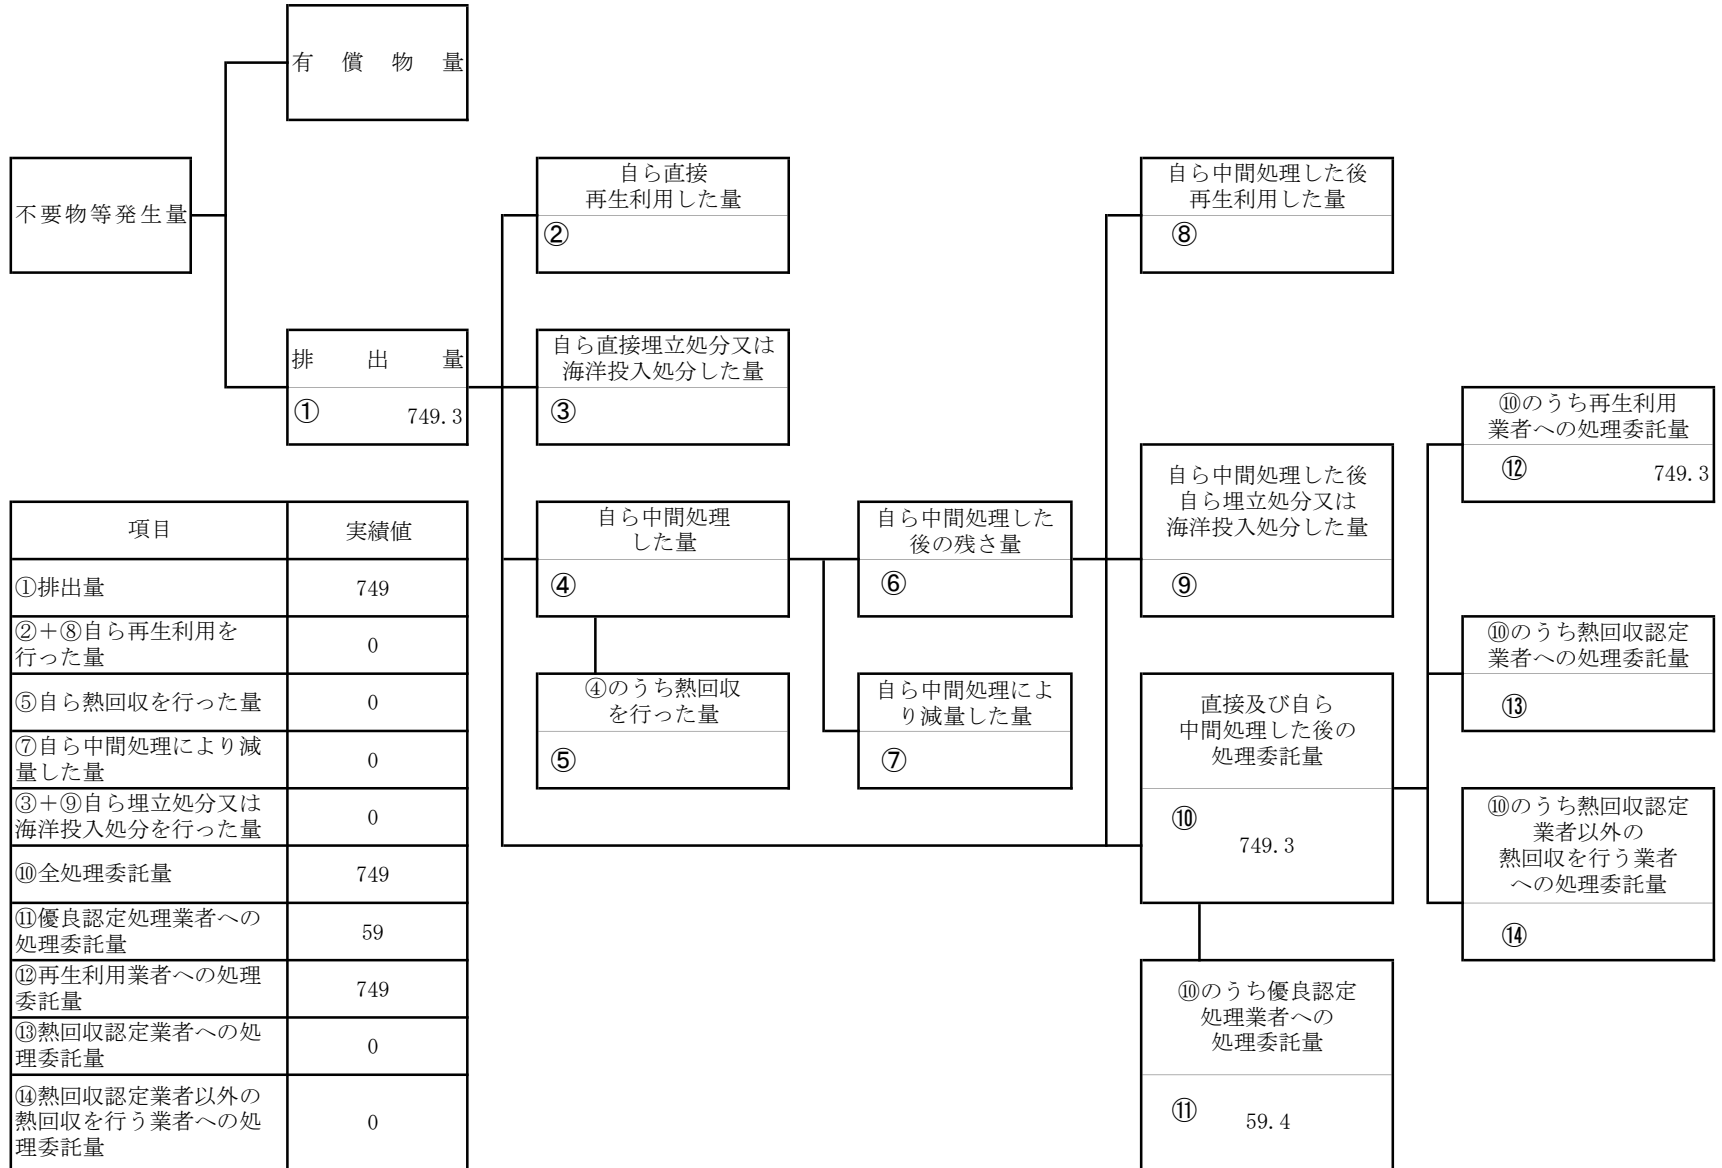 有償物量
不要物等発生量
自ら直接
再生利用した量
②
自ら中間処理した後
再生利用した量
⑧
排出量
① 749.3
自ら直接埋立処分又は
海洋投入処分した量
③
⑩のうち再生利用
業者への処理委託量
⑫ 749.3
自ら中間処理した後
自ら埋立処分又は
海洋投入処分した量
⑨
自ら中間処理
した量
④
自ら中間処理した
後の残さ量
⑥
⑩のうち熱回収認定
業者への処理委託量
⑬
④のうち熱回収
を行った量
⑤
自ら中間処理によ
り減量した量
⑦
直接及び自ら
中間処理した後の
処理委託量
⑩
749.3
⑩のうち熱回収認定
業者以外の
熱回収を行う業者
への処理委託量
⑭
⑩のうち優良認定
処理業者への
処理委託量
⑪ 59.4
項目 実績値
①排出量 749
②＋⑧自ら再生利用を
行った量 0
⑤自ら熱回収を行った量 0
⑦自ら中間処理により減
量した量 0
③＋⑨自ら埋立処分又は
海洋投入処分を行った量 0
⑩全処理委託量 749
⑪優良認定処理業者への
処理委託量 59
⑫再生利用業者への処理
委託量 749
⑬熱回収認定業者への処
理委託量 0
⑭熱回収認定業者以外の
熱回収を行う業者への処 0
理委託量